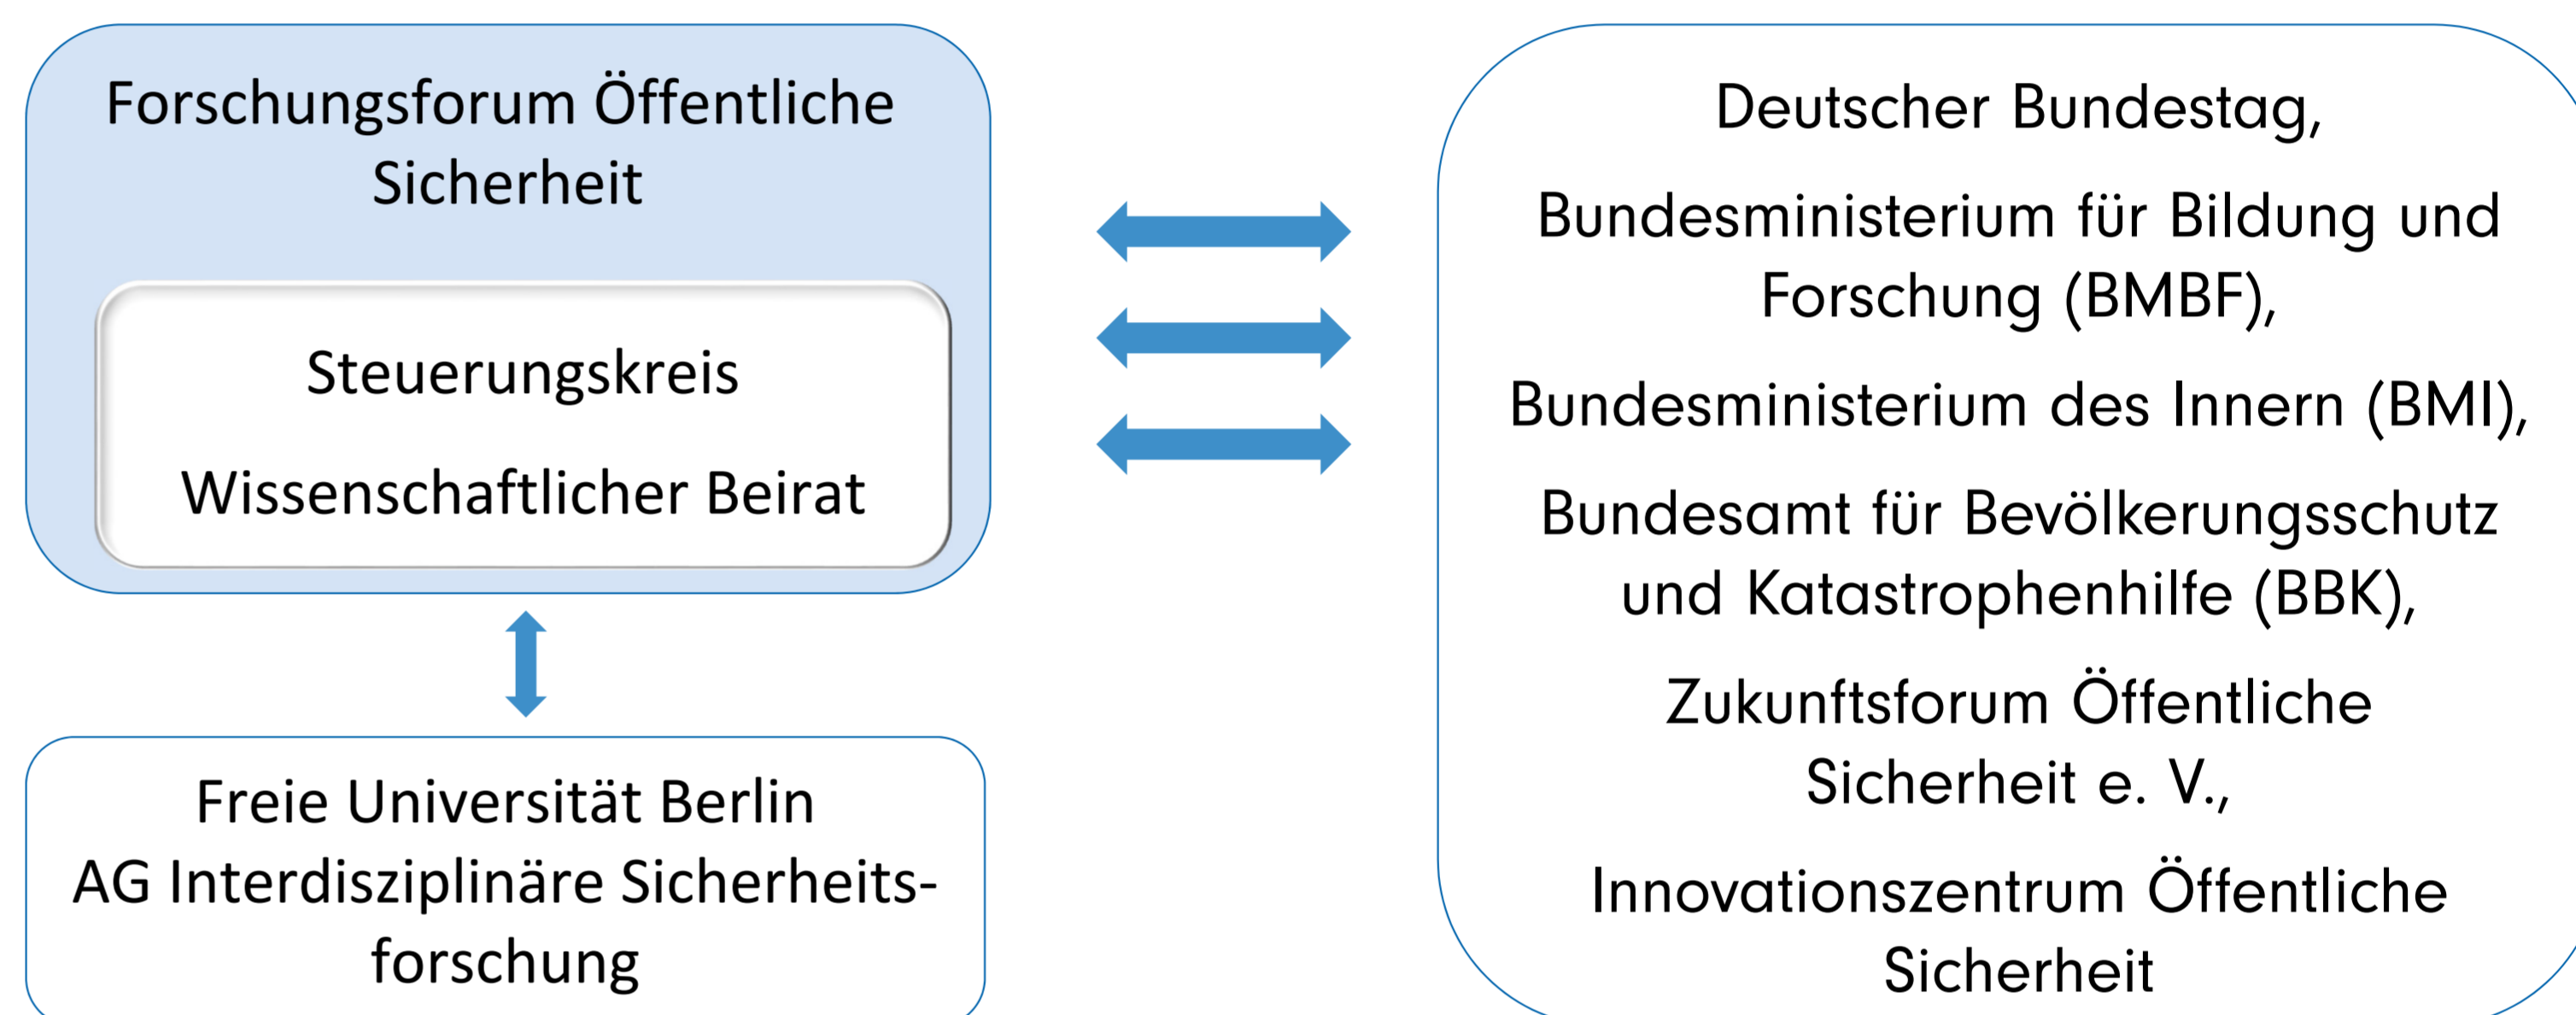 Forschungsforum Öffentliche
Sicherheit
Steuerungskreis
Wissenschaftlicher Beirat
Freie Universität Berlin
AG Interdisziplinäre Sicherheits-
forschung
Deutscher Bundestag,
Bundesministerium für Bildung und
Forschung (BMBF),
Bundesministerium des Innern (BMI),
Bundesamt für Bevölkerungsschutz
und Katastrophenhilfe (BBK),
Zukunftsforum Öffentliche
Sicherheit e. V.,
Innovationszentrum Öffentliche
Sicherheit